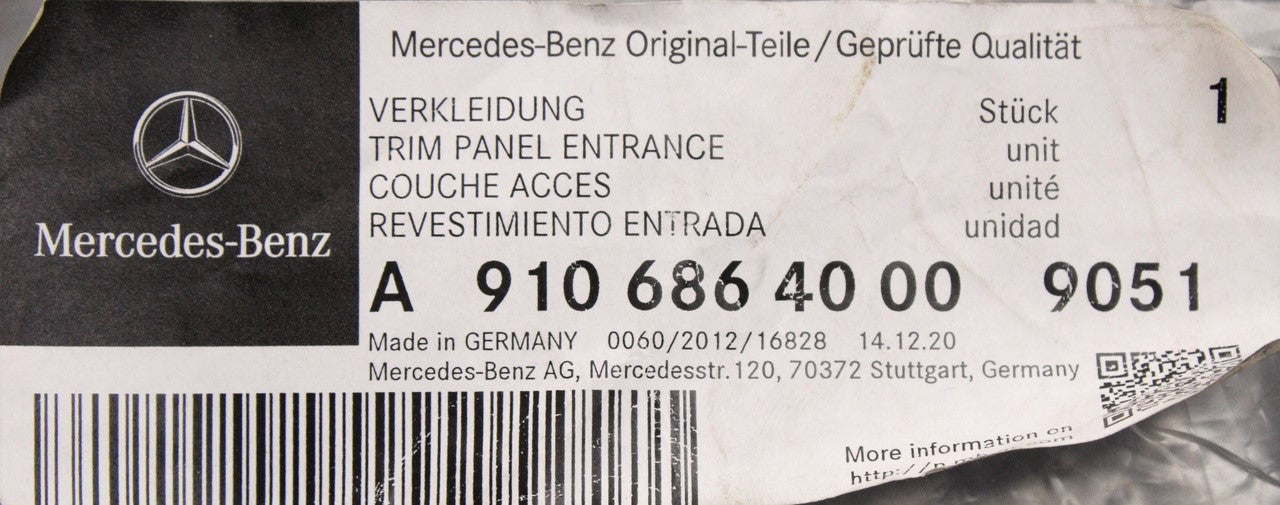 Mercedes-Benz Original-Teile/Geprüfte Qualität
VERKLEIDUNG Stück 1
TRIM PANEL ENTRANCE unit
COUCHE ACCES unité
REVESTIMIENTO ENTRADA unidad
Mercedes-Benz
A 910 686 40 00 9051
Made in GERMANY 0060/2012/16828 14.12.20
Mercedes-Benz AG, Mercedesstr.120, 70372 Stuttgart, Germany
More information on